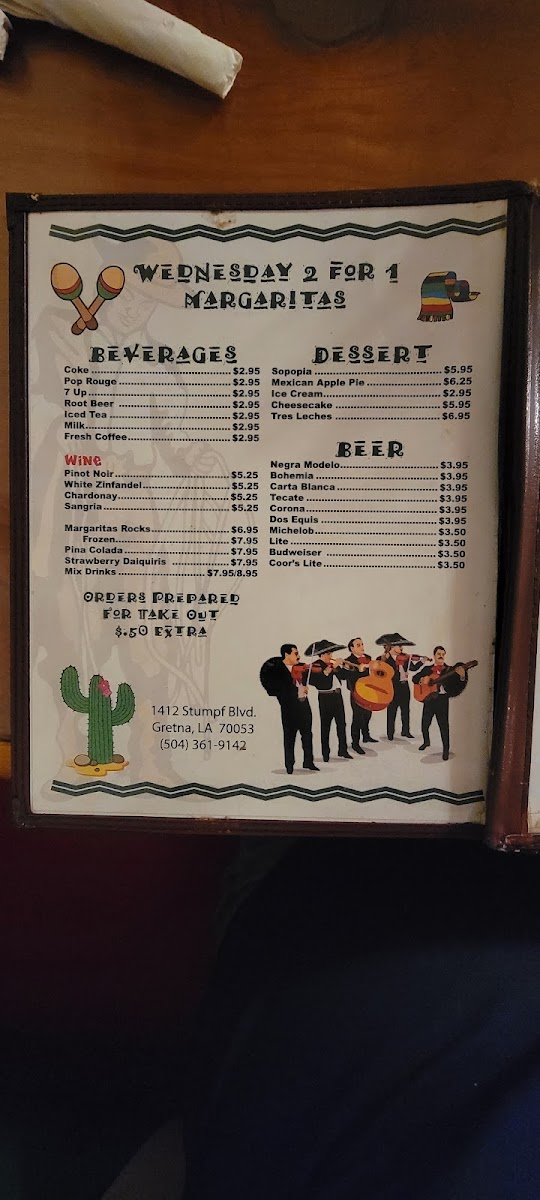 WEDNESDAY 2 FOR 1
MARGARITAS
BEVERAGES
Coke $2.95
Pop Rouge $2.95
7 Up $2.95
Root Beer $2.95
Iced Tea $2.95
Milk $2.95
Fresh Coffee $2.95
WINE
Pinot Noir $5.25
White Zinfandel $5.25
Chardonay $5.25
Sangria $5.25
Margaritas Rocks $6.95
Frozen $7.95
Pina Colada $7.95
Strawberry Daiquiris $7.95
Mix Drinks $7.95/8.95
ORDERS PREPARED
FOR TAKE OUT
$.50 EXTRA
DESSERT
Sopopia $5.95
Mexican Apple Pie $6.25
Ice Cream $2.95
Cheesecake $5.95
Tres Leches $6.95
BEER
Negra Modelo $3.95
Bohemia $3.95
Carta Blanca $3.95
Tecate $3.95
Corona $3.95
Dos Equis $3.95
Michelob $3.50
Lite $3.50
Budweiser $3.50
Coor's Lite $3.50
1412 Stumpf Blvd.
Gretna, LA 70053
(504) 361-9142